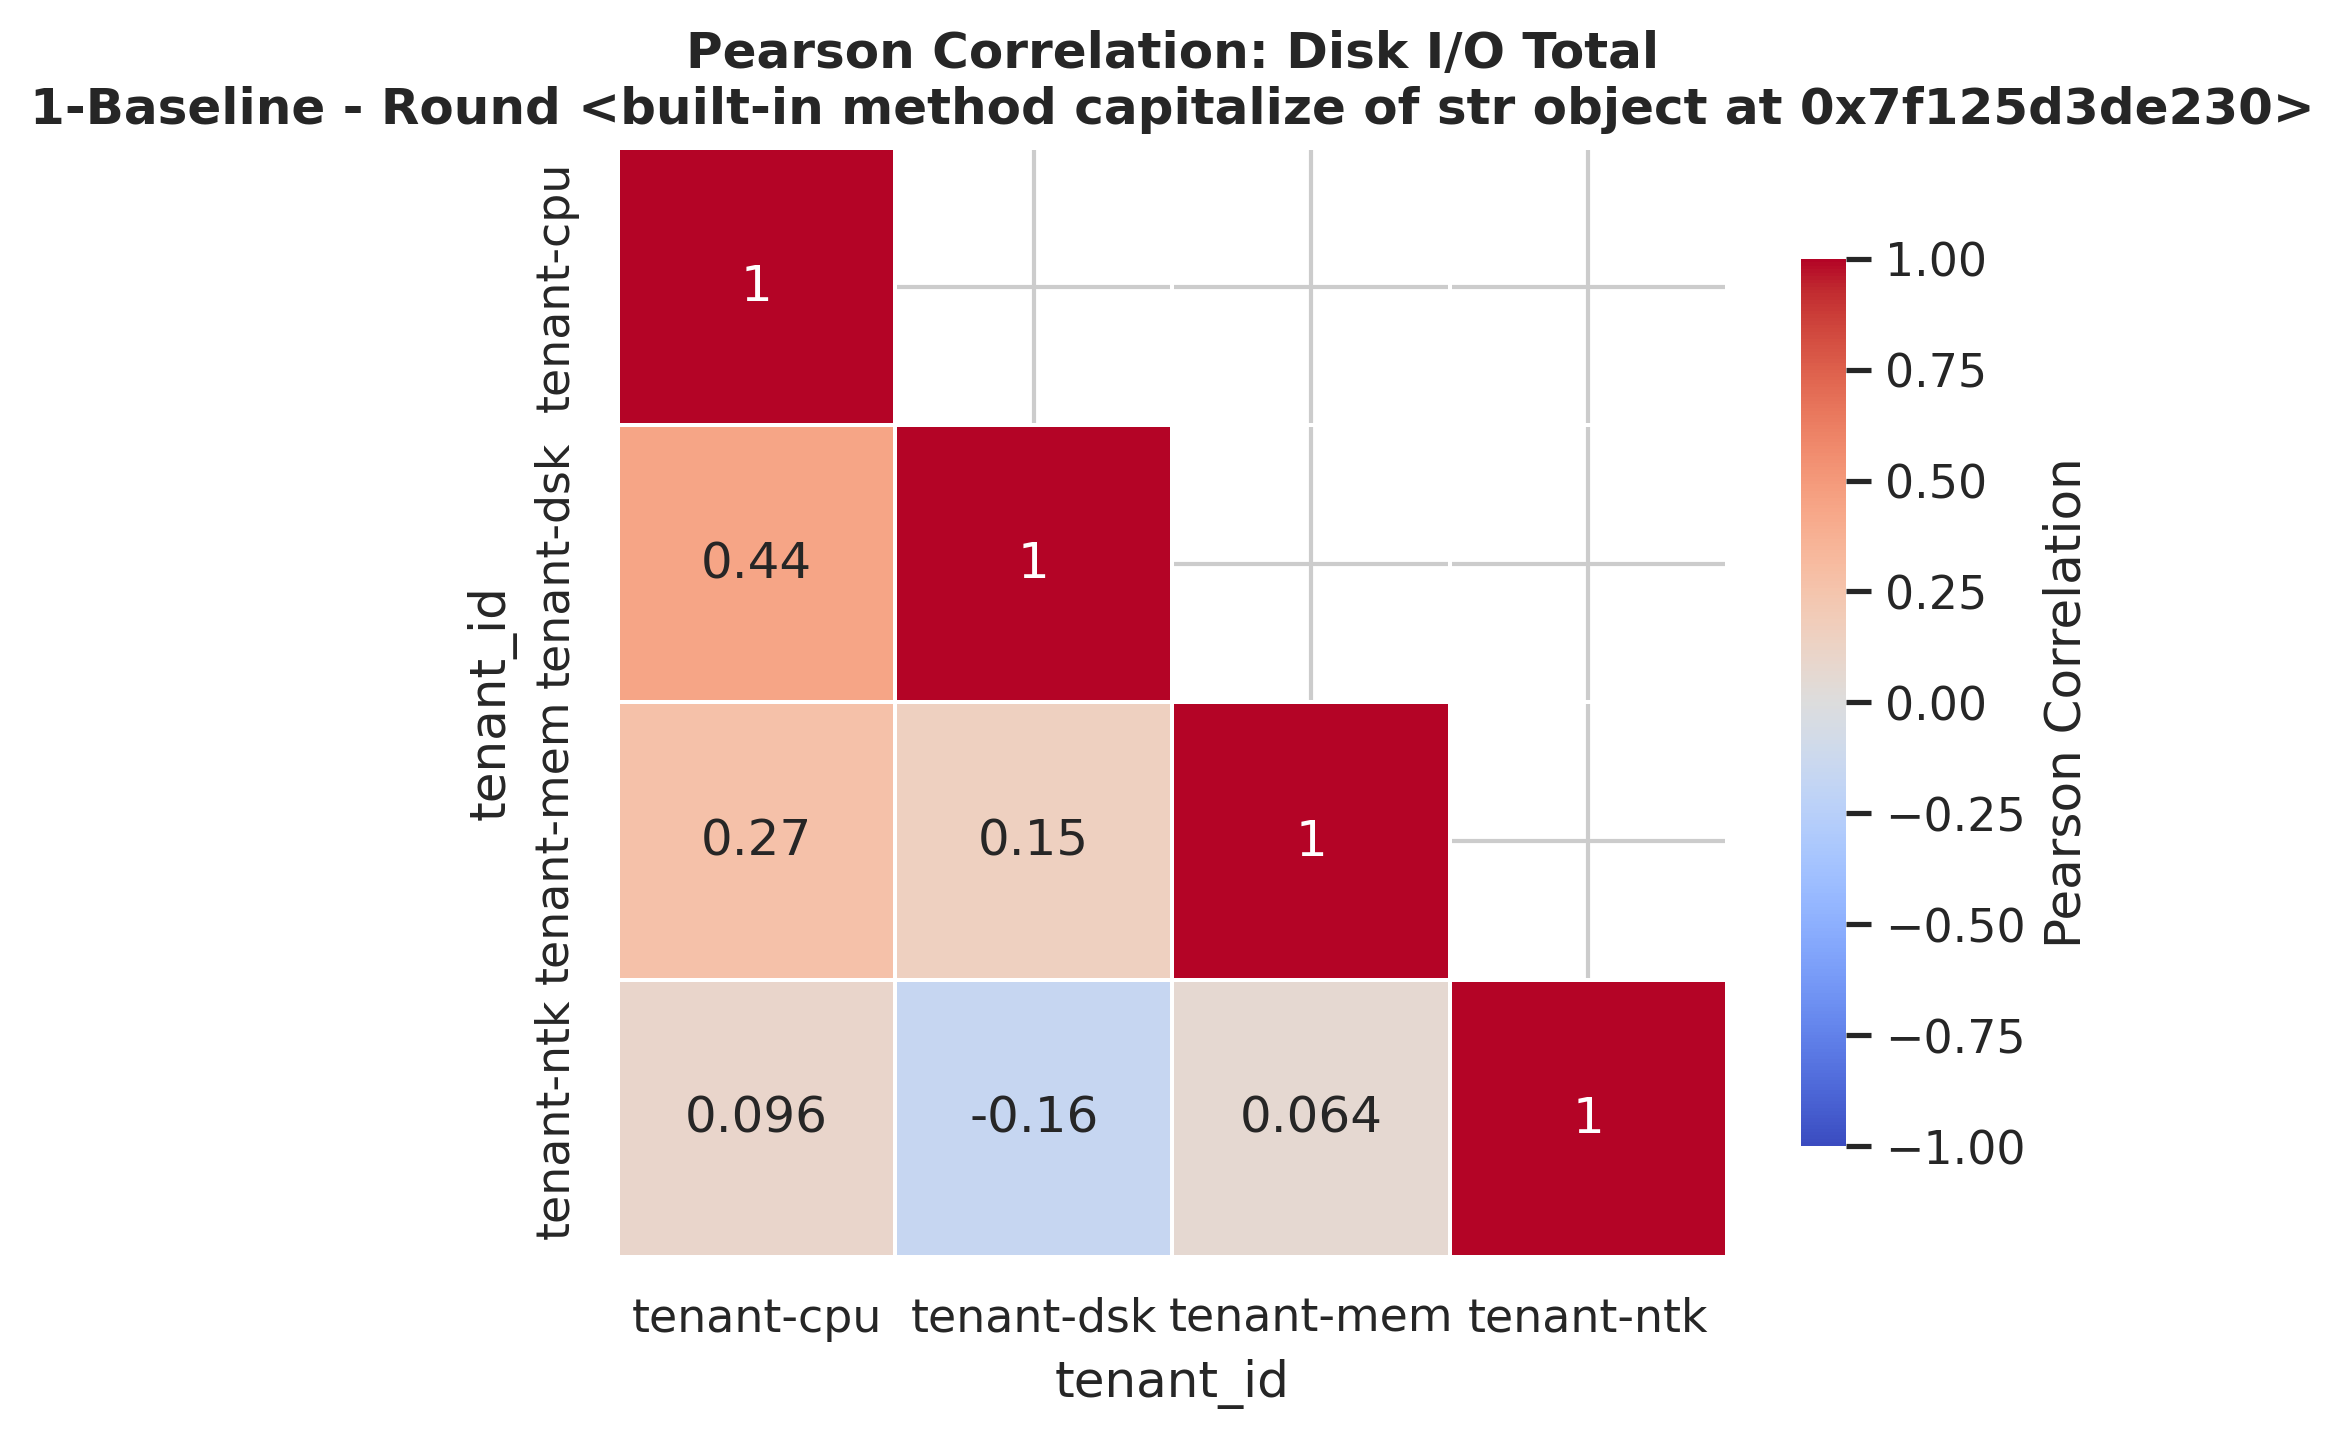 Pearson Correlation: Disk I/O Total
1-Baseline - Round <built-in method capitalize of str object at 0x7f125d3de230>
tenant_id
tenant-cpu
tenant-dsk
tenant-mem
tenant-ntk
1
0.44 1
0.27 0.15 1
0.096 -0.16 0.064 1
tenant-cpu tenant-dsk tenant-mem tenant-ntk
tenant_id
1.00
0.75
0.50
0.25
0.00
−0.25
−0.50
−0.75
−1.00
Pearson Correlation